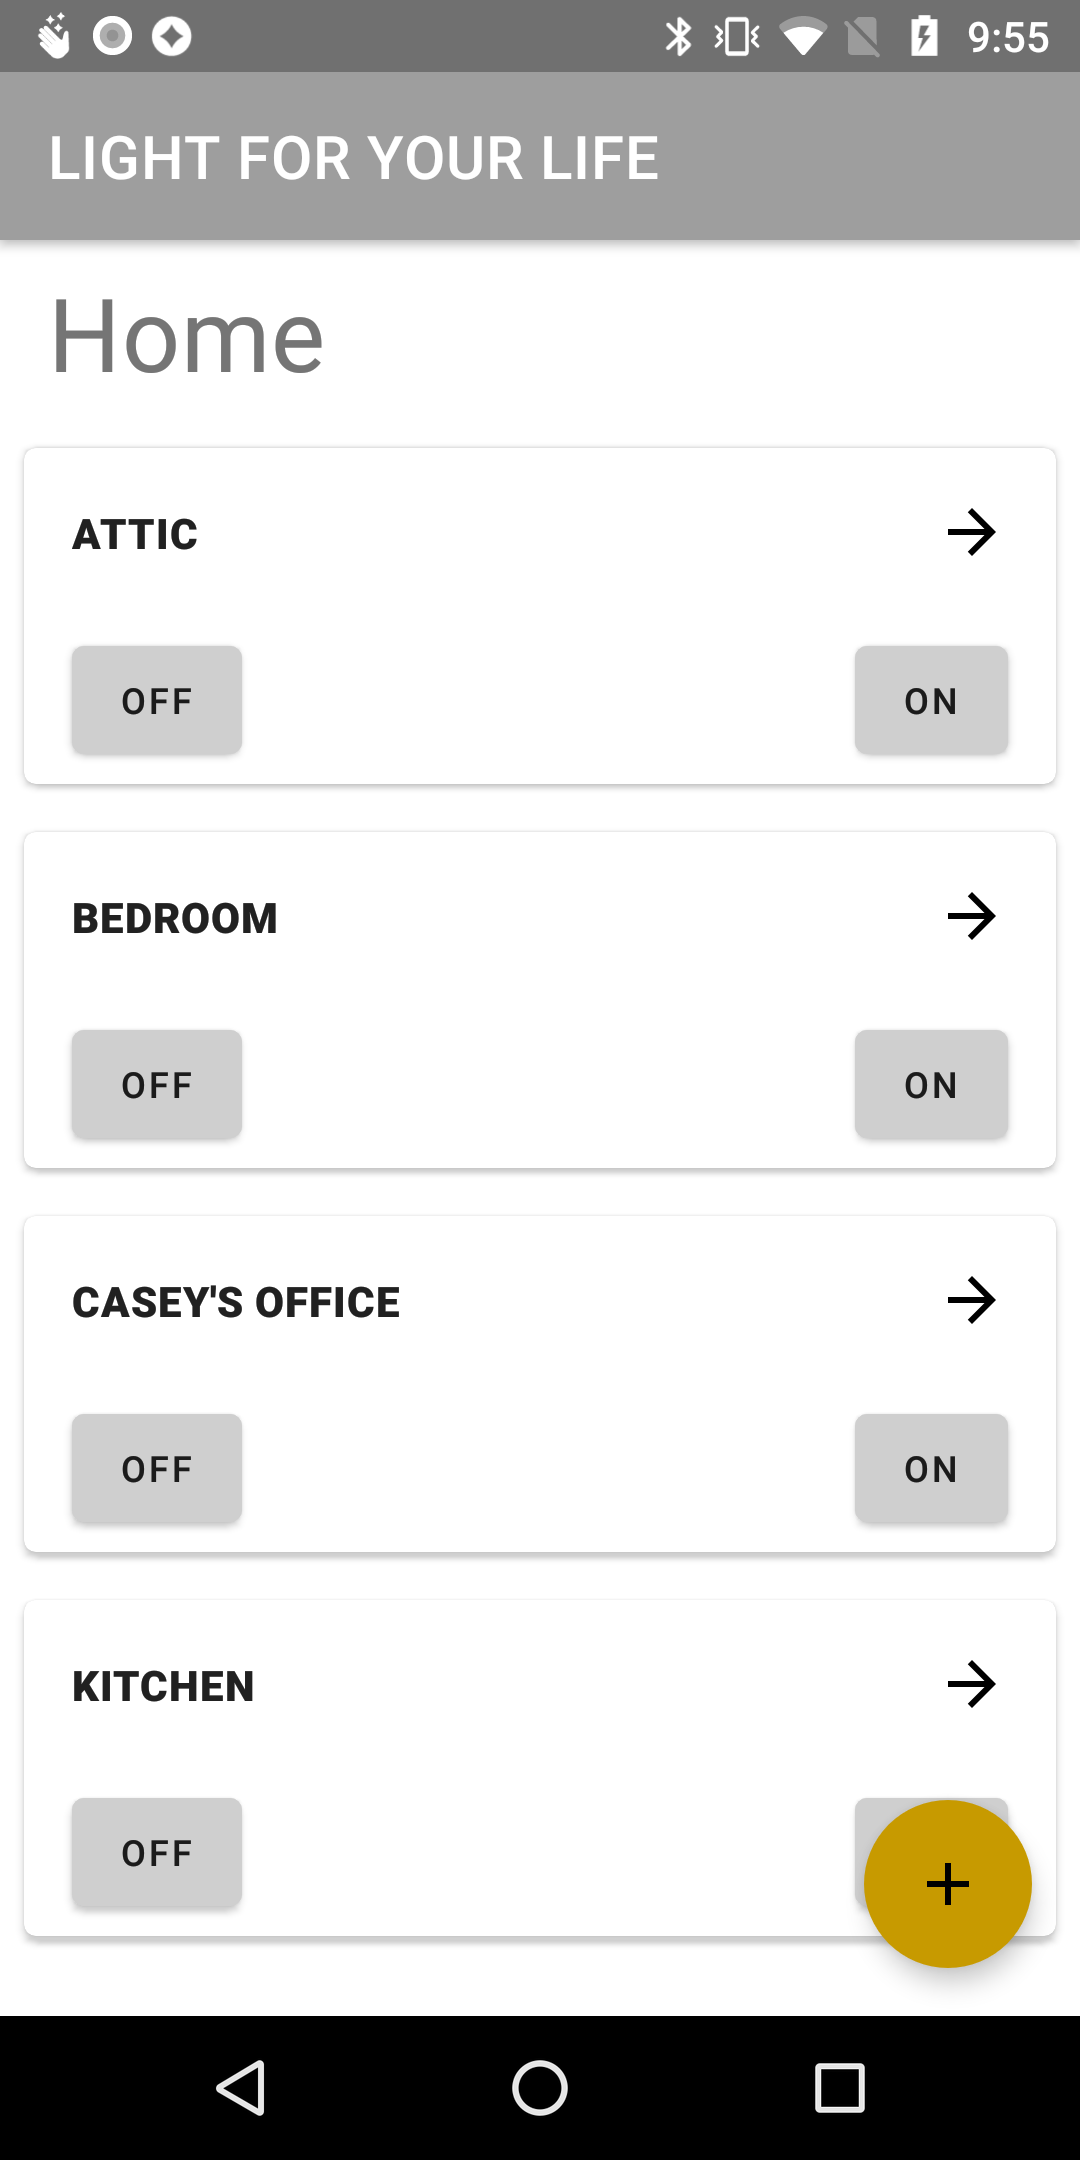 9:55
LIGHT FOR YOUR LIFE
Home
ATTIC
OFF ON
BEDROOM
OFF ON
CASEY'S OFFICE
OFF ON
KITCHEN
OFF